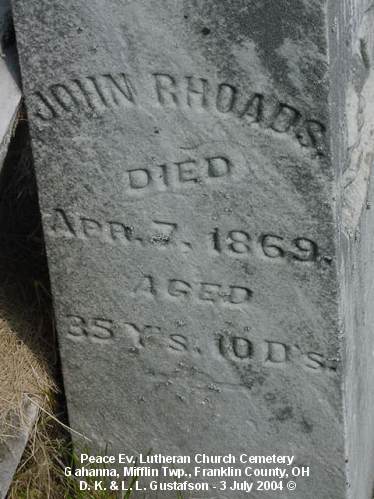 JOHN RHOADS.
DIED
APR. 7. 1869.
AGED
35 Y's. 10 D's.
Peace Ev. Lutheran Church Cemetery
Gahanna, Mifflin Twp., Franklin County, OH
D. K. & L. L. Gustafson - 3 July 2004 ©